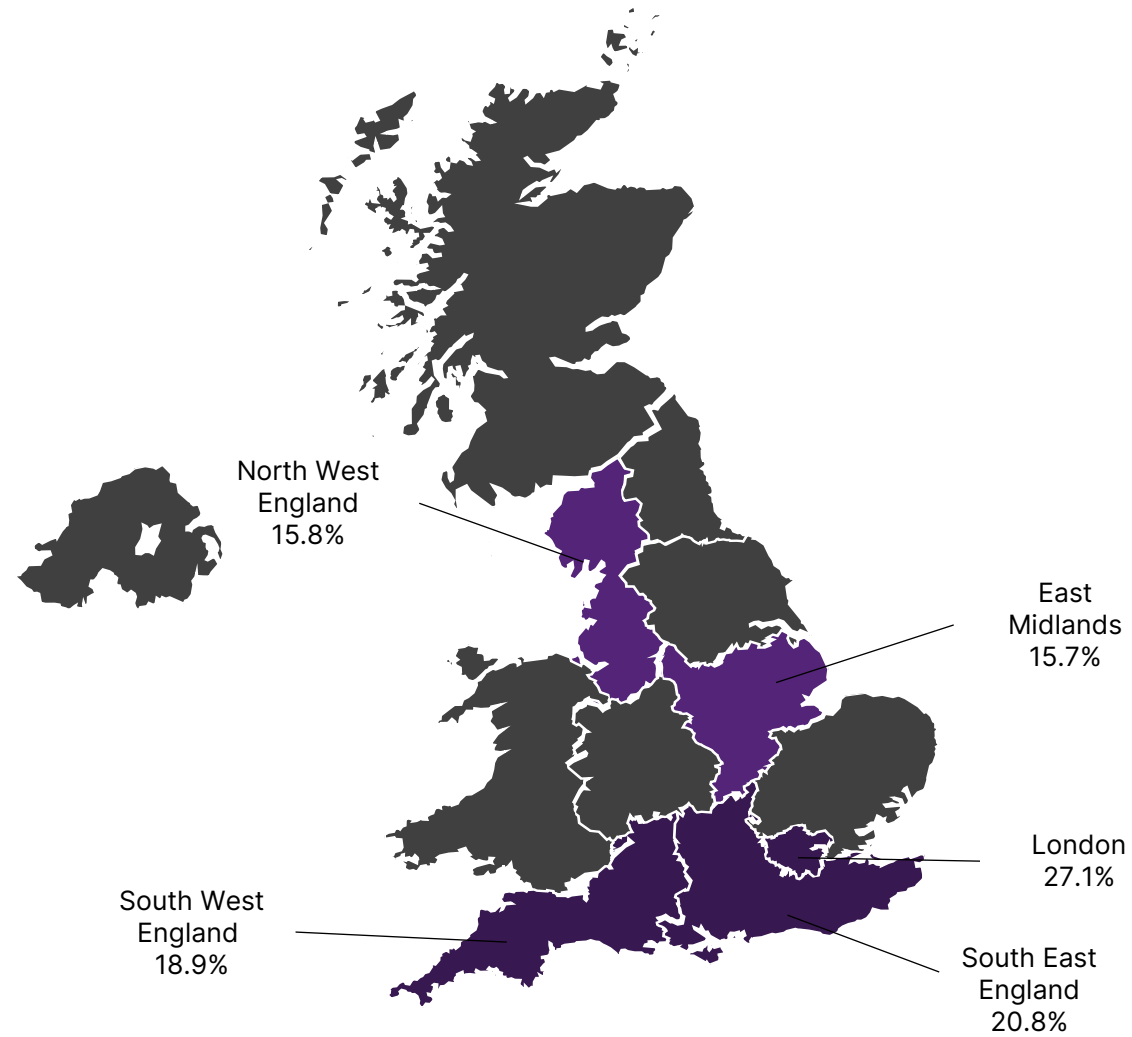 North West
England
15.8%
East
Midlands
15.7%
London
27.1%
South West
England
18.9%
South East
England
20.8%